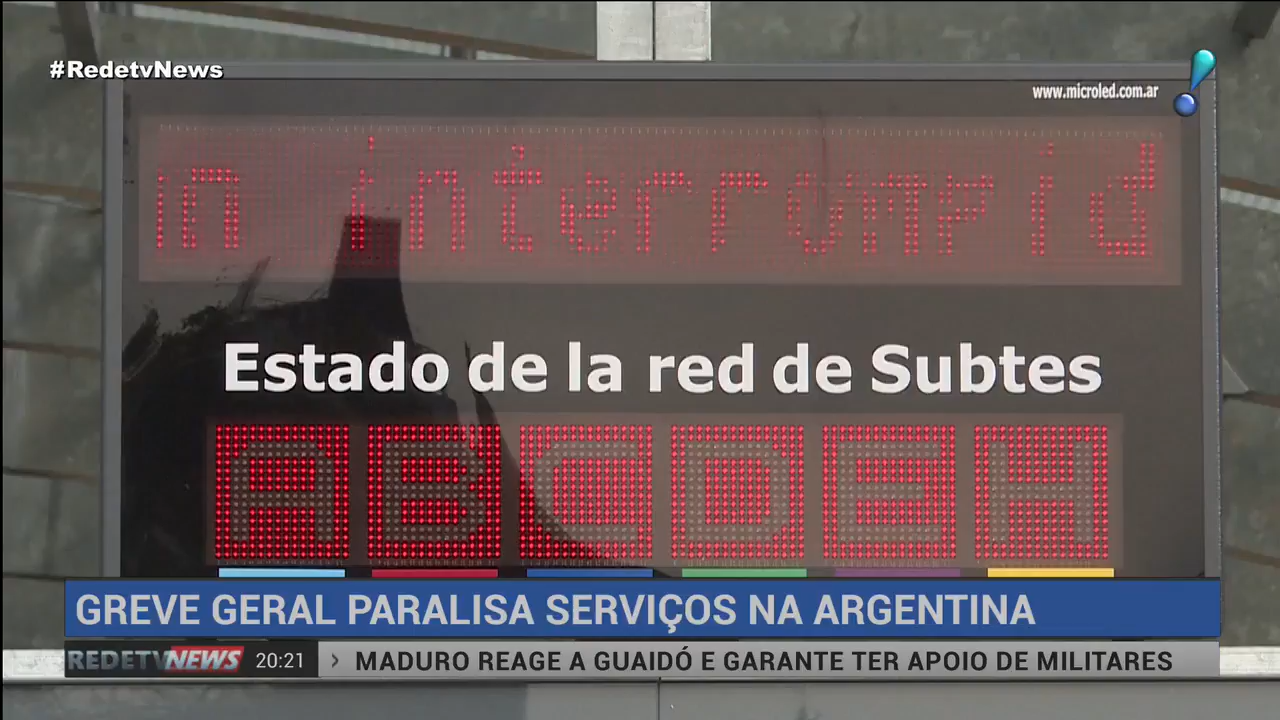 #RedetvNews
www.microled.com.ar
n interrumpid
Estado de la red de Subtes
A B C D E H
GREVE GERAL PARALISA SERVIÇOS NA ARGENTINA
REDETV NEWS 20:21 › MADURO REAGE A GUAIDÓ E GARANTE TER APOIO DE MILITARES